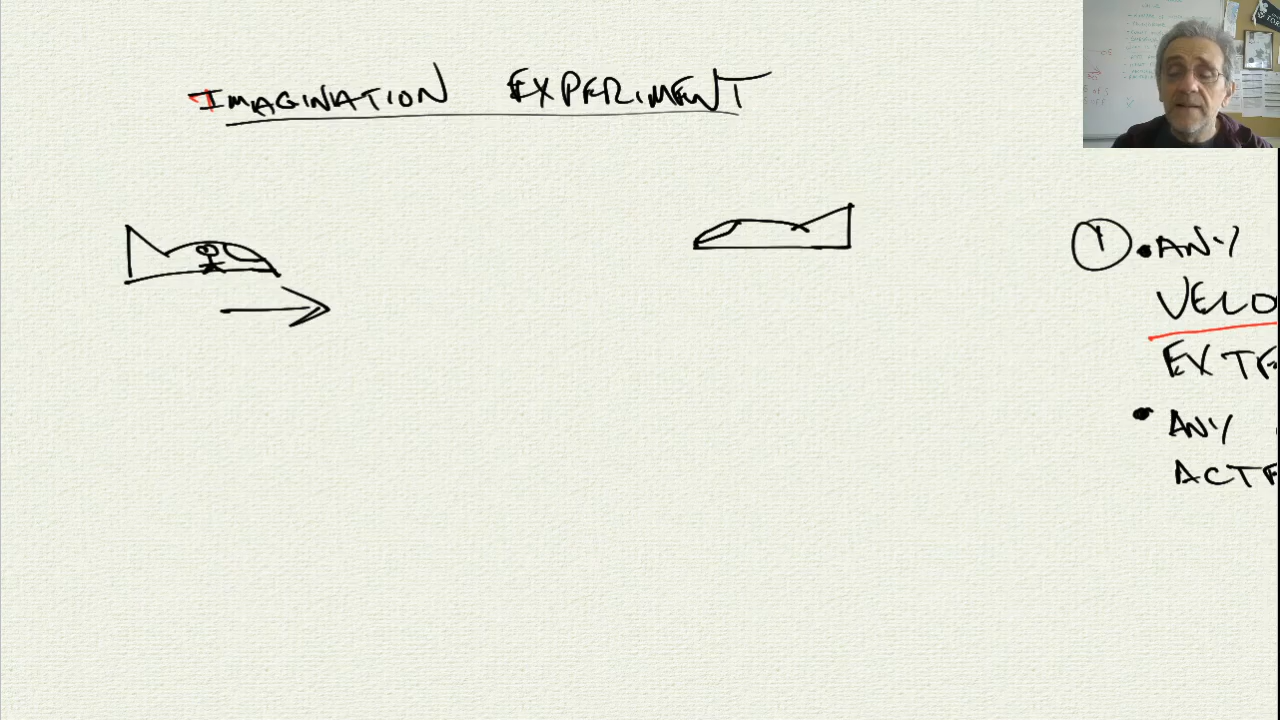 IMAGINATION EXPERIMENT
1 • ANY
VELO
EXTE
• ANY
ACTE